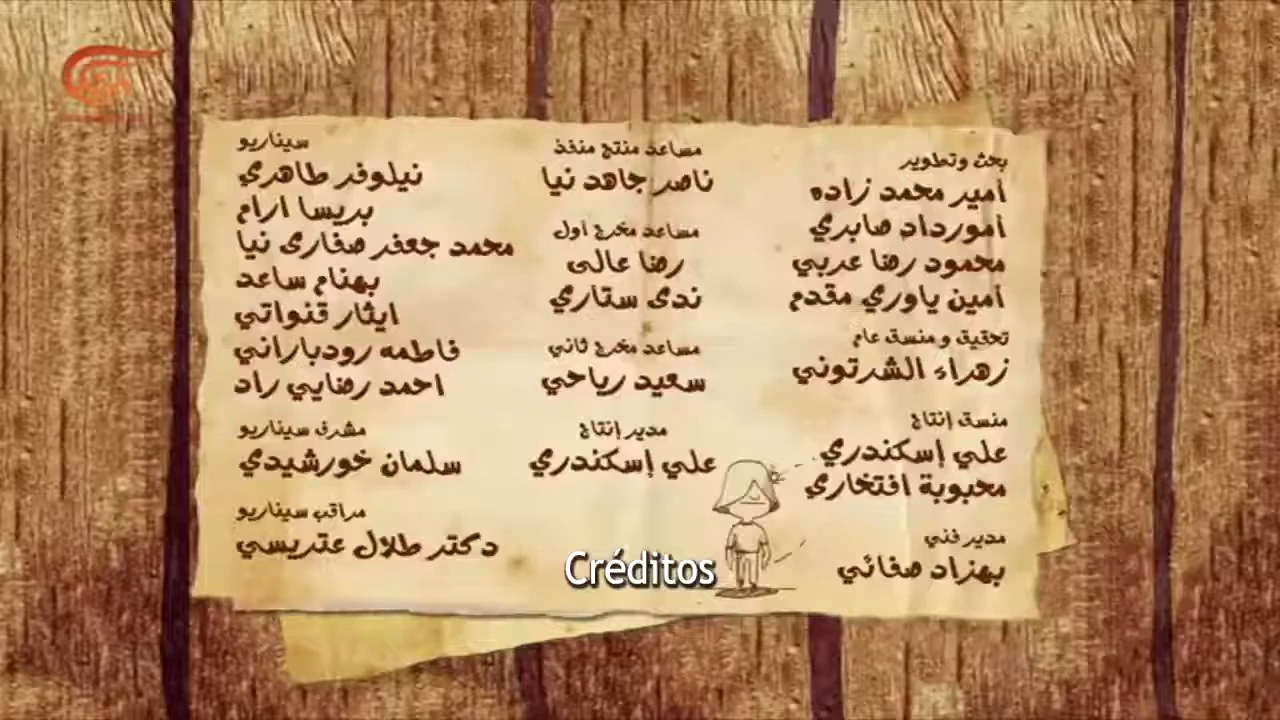 بحث وتطوير
أمير محمد زاده
أمورداد صابري
محمود رضا عربي
أمين ياوري مقدم
تحقيق و منسق عام
زهراء الشرتوني
منسق إنتاج
علي إسكندري
محبوبة افتخاري
مدير فني
بهزاد صفائي
مساعد منتج منفذ
ناصر جاهد نيا
مساعد مخرج أول
رضا عالى
ندى ستاري
مساعد مخرج ثاني
سعيد رياحي
مدير إنتاج
علي إسكندري
سيناريو
نيلوفر طاهري
بريسا ارام
محمد جعفر صفارى نيا
بهنام ساعد
ايثار قنواتي
فاطمه رودباراني
احمد رضايي راد
مشرف سيناريو
سلمان خورشيدي
مراقب سيناريو
دكتر طلال عتريسي
Créditos